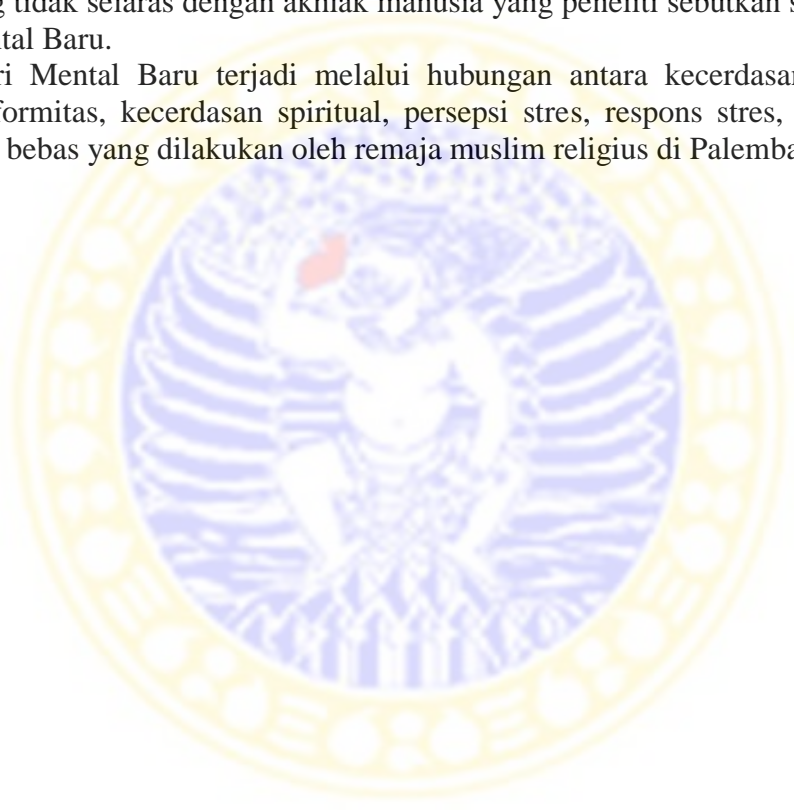 tidak selaras dengan akhlak manusia yang peneliti sebutkan
Baru.
Mental Baru terjadi melalui hubungan antara kecerdasan
kecerdasan spiritual, persepsi stres, respons stres,
bebas yang dilakukan oleh remaja muslim religius di